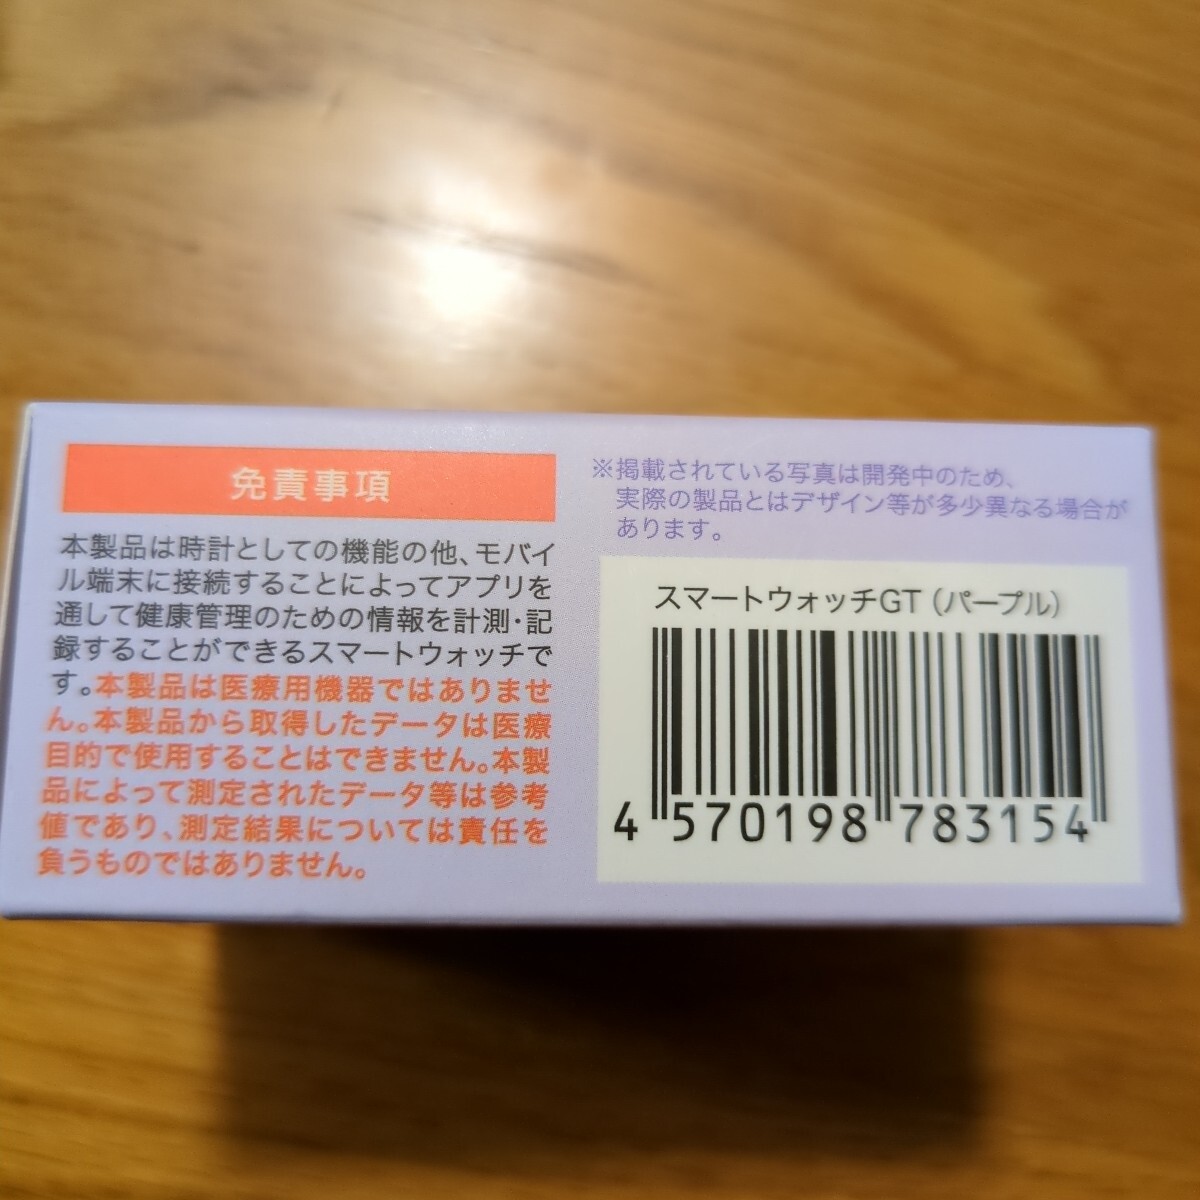 免責事項
本製品は時計としての機能の他、モバイ
ル端末に接続することによってアプリを
通して健康管理のための情報を計測・記
録することができるスマートウォッチで
す。本製品は医療用機器ではありませ
ん。本製品から取得したデータは医療
目的で使用することはできません。本製
品によって測定されたデータ等は参考
値であり、測定結果については責任を
負うものではありません。
※掲載されている写真は開発中のため、
実際の製品とはデザイン等が多少異なる場合が
あります。
スマートウォッチGT（パープル）
4 570198 783154